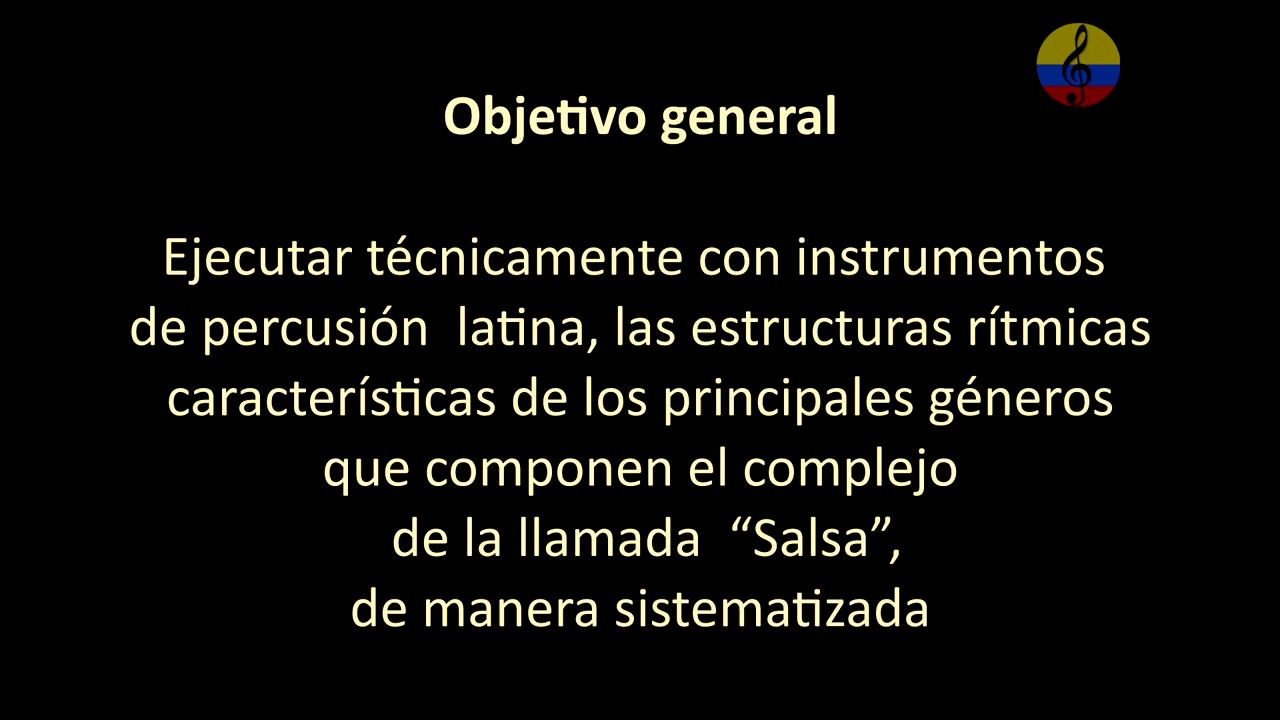 Objetivo general
Ejecutar técnicamente con instrumentos
de percusión  latina, las estructuras rítmicas
características de los principales géneros
que componen el complejo
de la llamada  “Salsa”,
de manera sistematizada